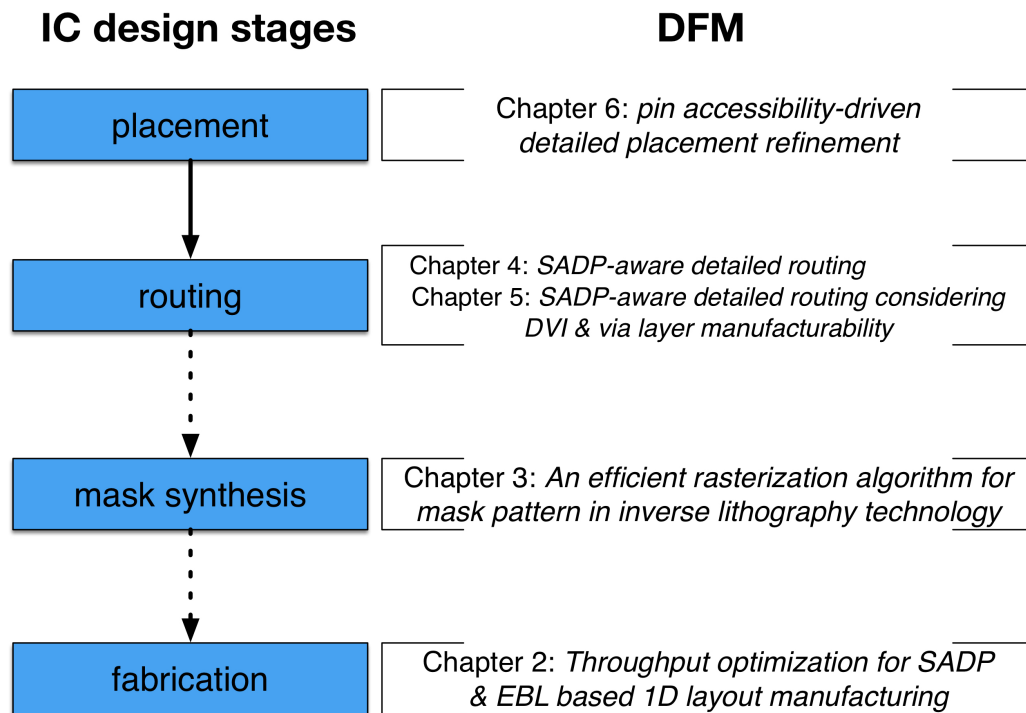 IC design stages
DFM
placement
Chapter 6: pin accessibility-driven
detailed placement refinement
routing
Chapter 4: SADP-aware detailed routing
Chapter 5: SADP-aware detailed routing considering
DVI & via layer manufacturability
mask synthesis
Chapter 3: An efficient rasterization algorithm for
mask pattern in inverse lithography technology
fabrication
Chapter 2: Throughput optimization for SADP
& EBL based 1D layout manufacturing